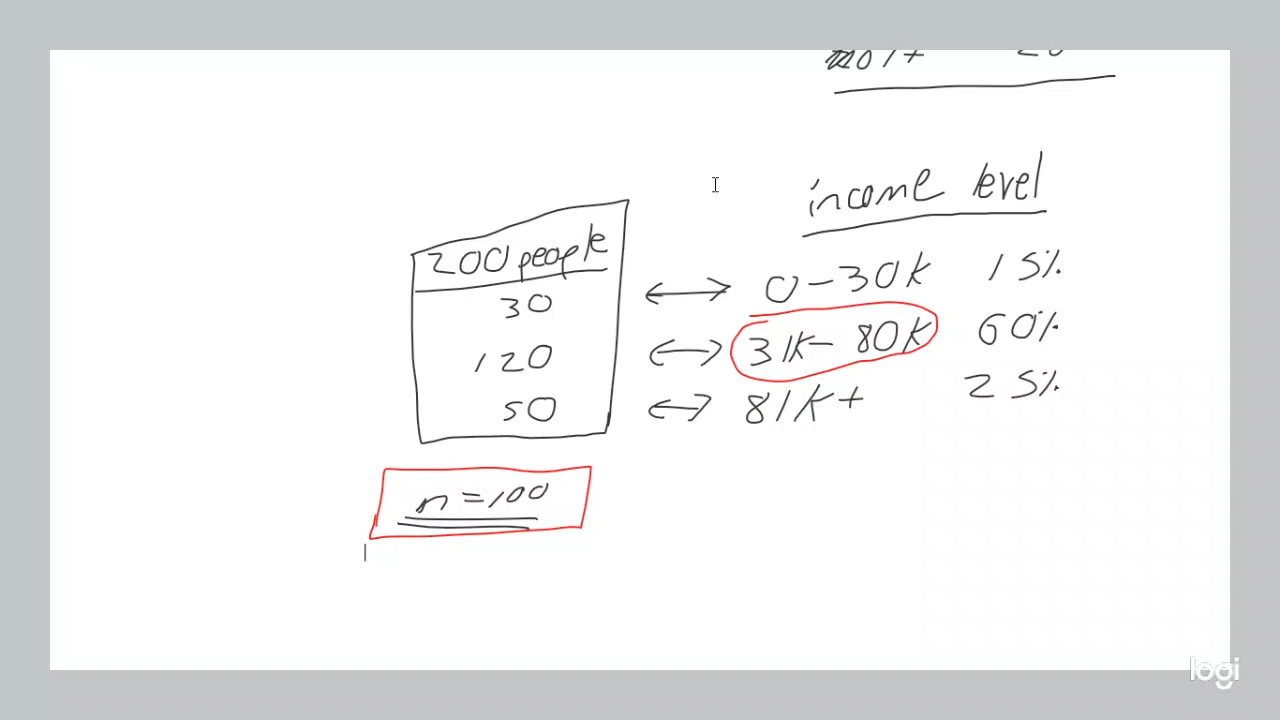 income level
200 people
30 ↔ 0-30k 15%
120 ↔ 31k-80k 60%
50 ↔ 81k+ 25%
n=100
logi